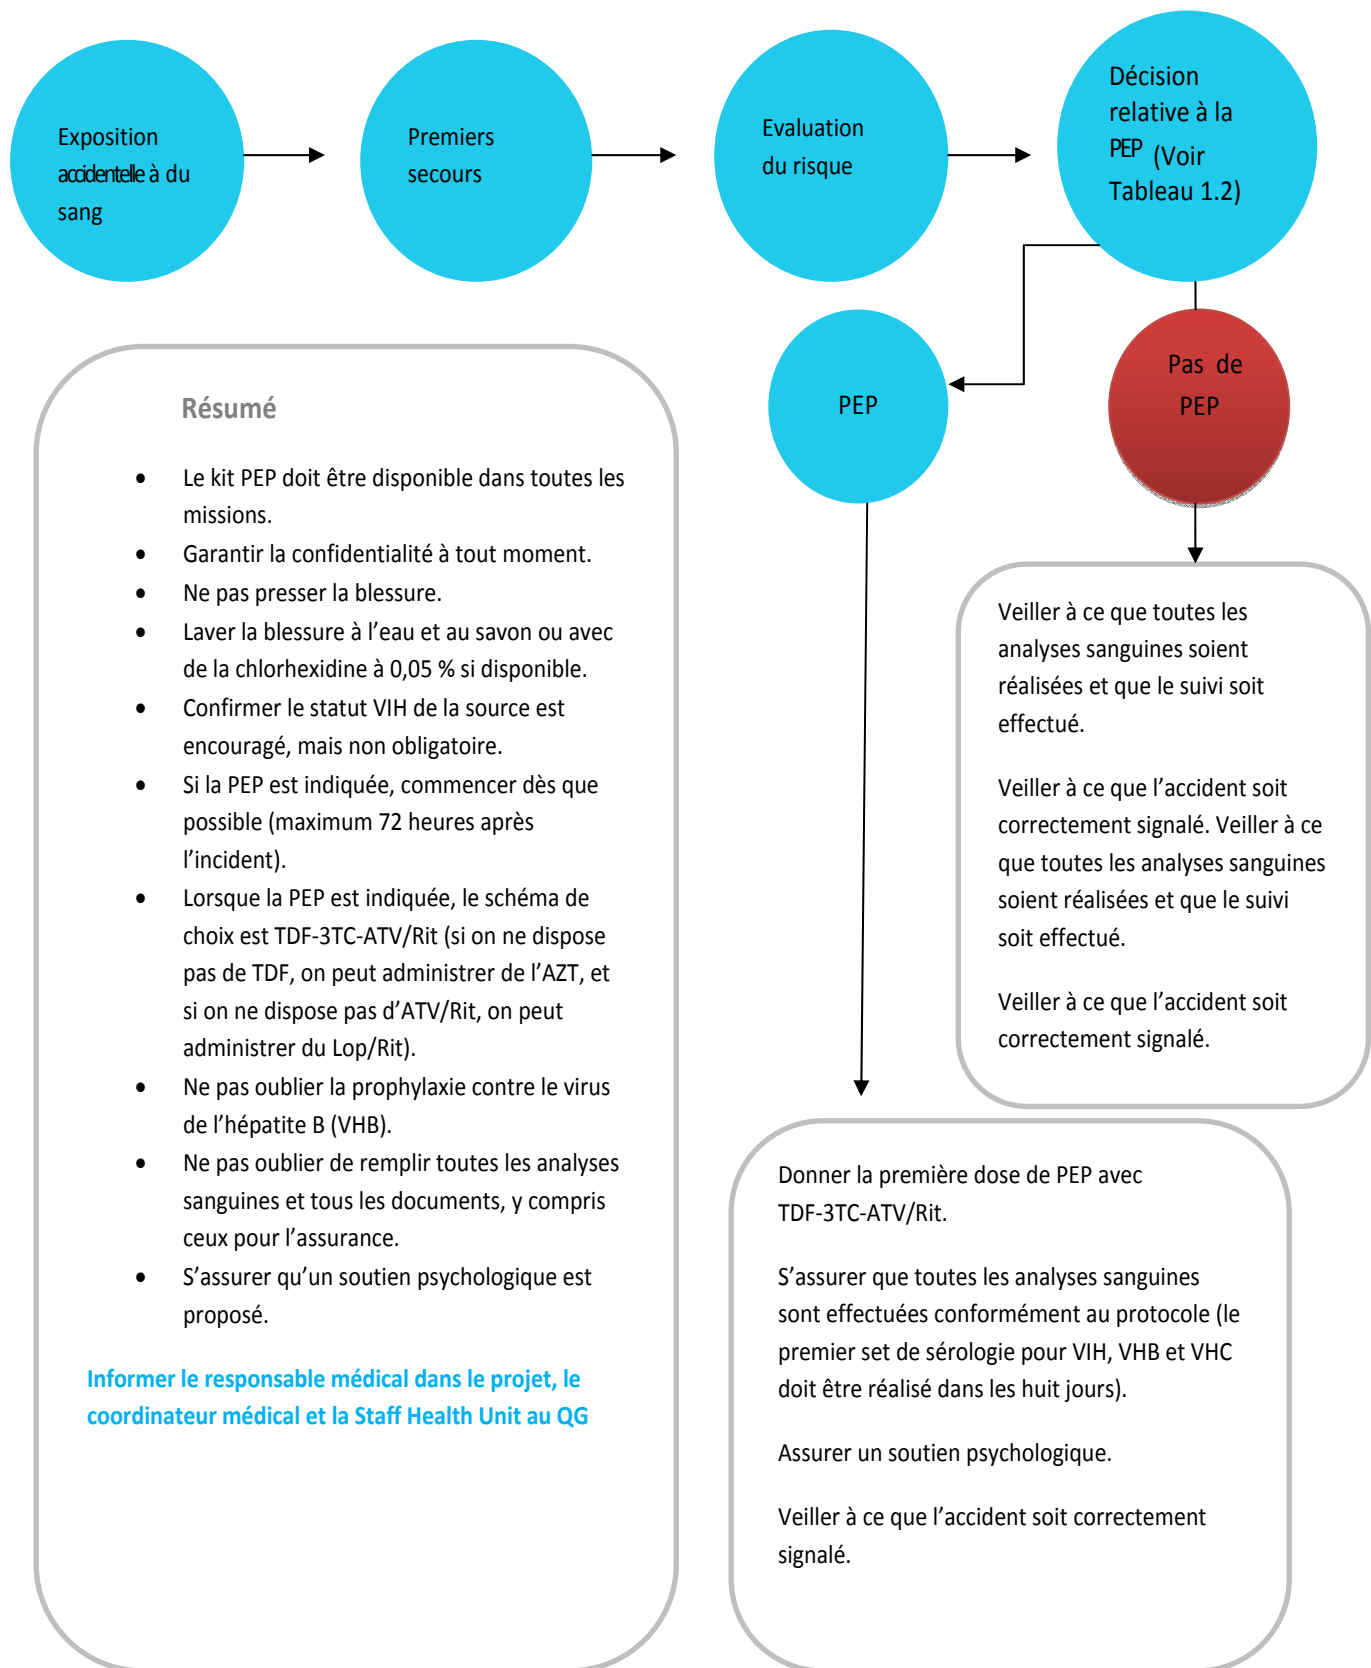 Exposition
accidentelle à du
sang
Premiers
secours
Evaluation
du risque
Décision
relative à la
PEP (Voir
Tableau 1.2)
PEP
Pas de
PEP
Résumé
• Le kit PEP doit être disponible dans toutes les
missions.
• Garantir la confidentialité à tout moment.
• Ne pas presser la blessure.
• Laver la blessure à l’eau et au savon ou avec
de la chlorhexidine à 0,05 % si disponible.
• Confirmer le statut VIH de la source est
encouragé, mais non obligatoire.
• Si la PEP est indiquée, commencer dès que
possible (maximum 72 heures après
l’incident).
• Lorsque la PEP est indiquée, le schéma de
choix est TDF-3TC-ATV/Rit (si on ne dispose
pas de TDF, on peut administrer de l’AZT, et
si on ne dispose pas d’ATV/Rit, on peut
administrer du Lop/Rit).
• Ne pas oublier la prophylaxie contre le virus
de l’hépatite B (VHB).
• Ne pas oublier de remplir toutes les analyses
sanguines et tous les documents, y compris
ceux pour l’assurance.
• S’assurer qu’un soutien psychologique est
proposé.
Informer le responsable médical dans le projet, le
coordinateur médical et la Staff Health Unit au QG
Veiller à ce que toutes les
analyses sanguines soient
réalisées et que le suivi soit
effectué.
Veiller à ce que l’accident soit
correctement signalé. Veiller à ce
que toutes les analyses sanguines
soient réalisées et que le suivi
soit effectué.
Veiller à ce que l’accident soit
correctement signalé.
Donner la première dose de PEP avec
TDF-3TC-ATV/Rit.
S’assurer que toutes les analyses sanguines
sont effectuées conformément au protocole (le
premier set de sérologie pour VIH, VHB et VHC
doit être réalisé dans les huit jours).
Assurer un soutien psychologique.
Veiller à ce que l’accident soit correctement
signalé.